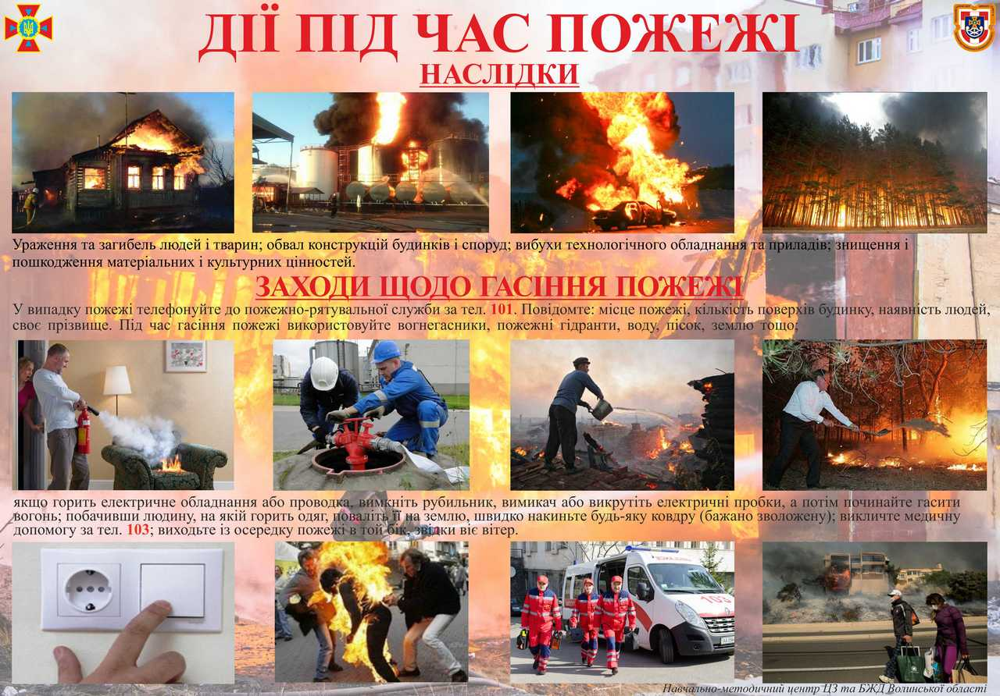 ДІЇ ПІД ЧАС ПОЖЕЖІ
НАСЛІДКИ
Ураження та загибель людей і тварин; обвал конструкцій будинків і споруд; вибухи технологічного обладнання та приладів; знищення і
пошкодження матеріальних і культурних цінностей.
ЗАХОДИ ЩОДО ГАСІННЯ ПОЖЕЖІ
У випадку пожежі телефонуйте до пожежно-рятувальної служби за тел. 101. Повідомте: місце пожежі, кількість поверхів будинку, наявність людей,
своє прізвище. Під час гасіння пожежі використовуйте вогнегасники, пожежні гідранти, воду, пісок, землю тощо;
якщо горить електричне обладнання або проводка, вимкніть рубильник, вимикач або викрутіть електричні пробки, а потім починайте гасити
вогонь; побачивши людину, на якій горить одяг, поваліть її на землю, швидко накиньте будь-яку ковдру (бажано зволожену); викличте медичну
допомогу за тел. 103; виходьте із осередку пожежі в той бік, звідки віє вітер.
103
Навчально-методичний центр ЦЗ та БЖД Волинської області